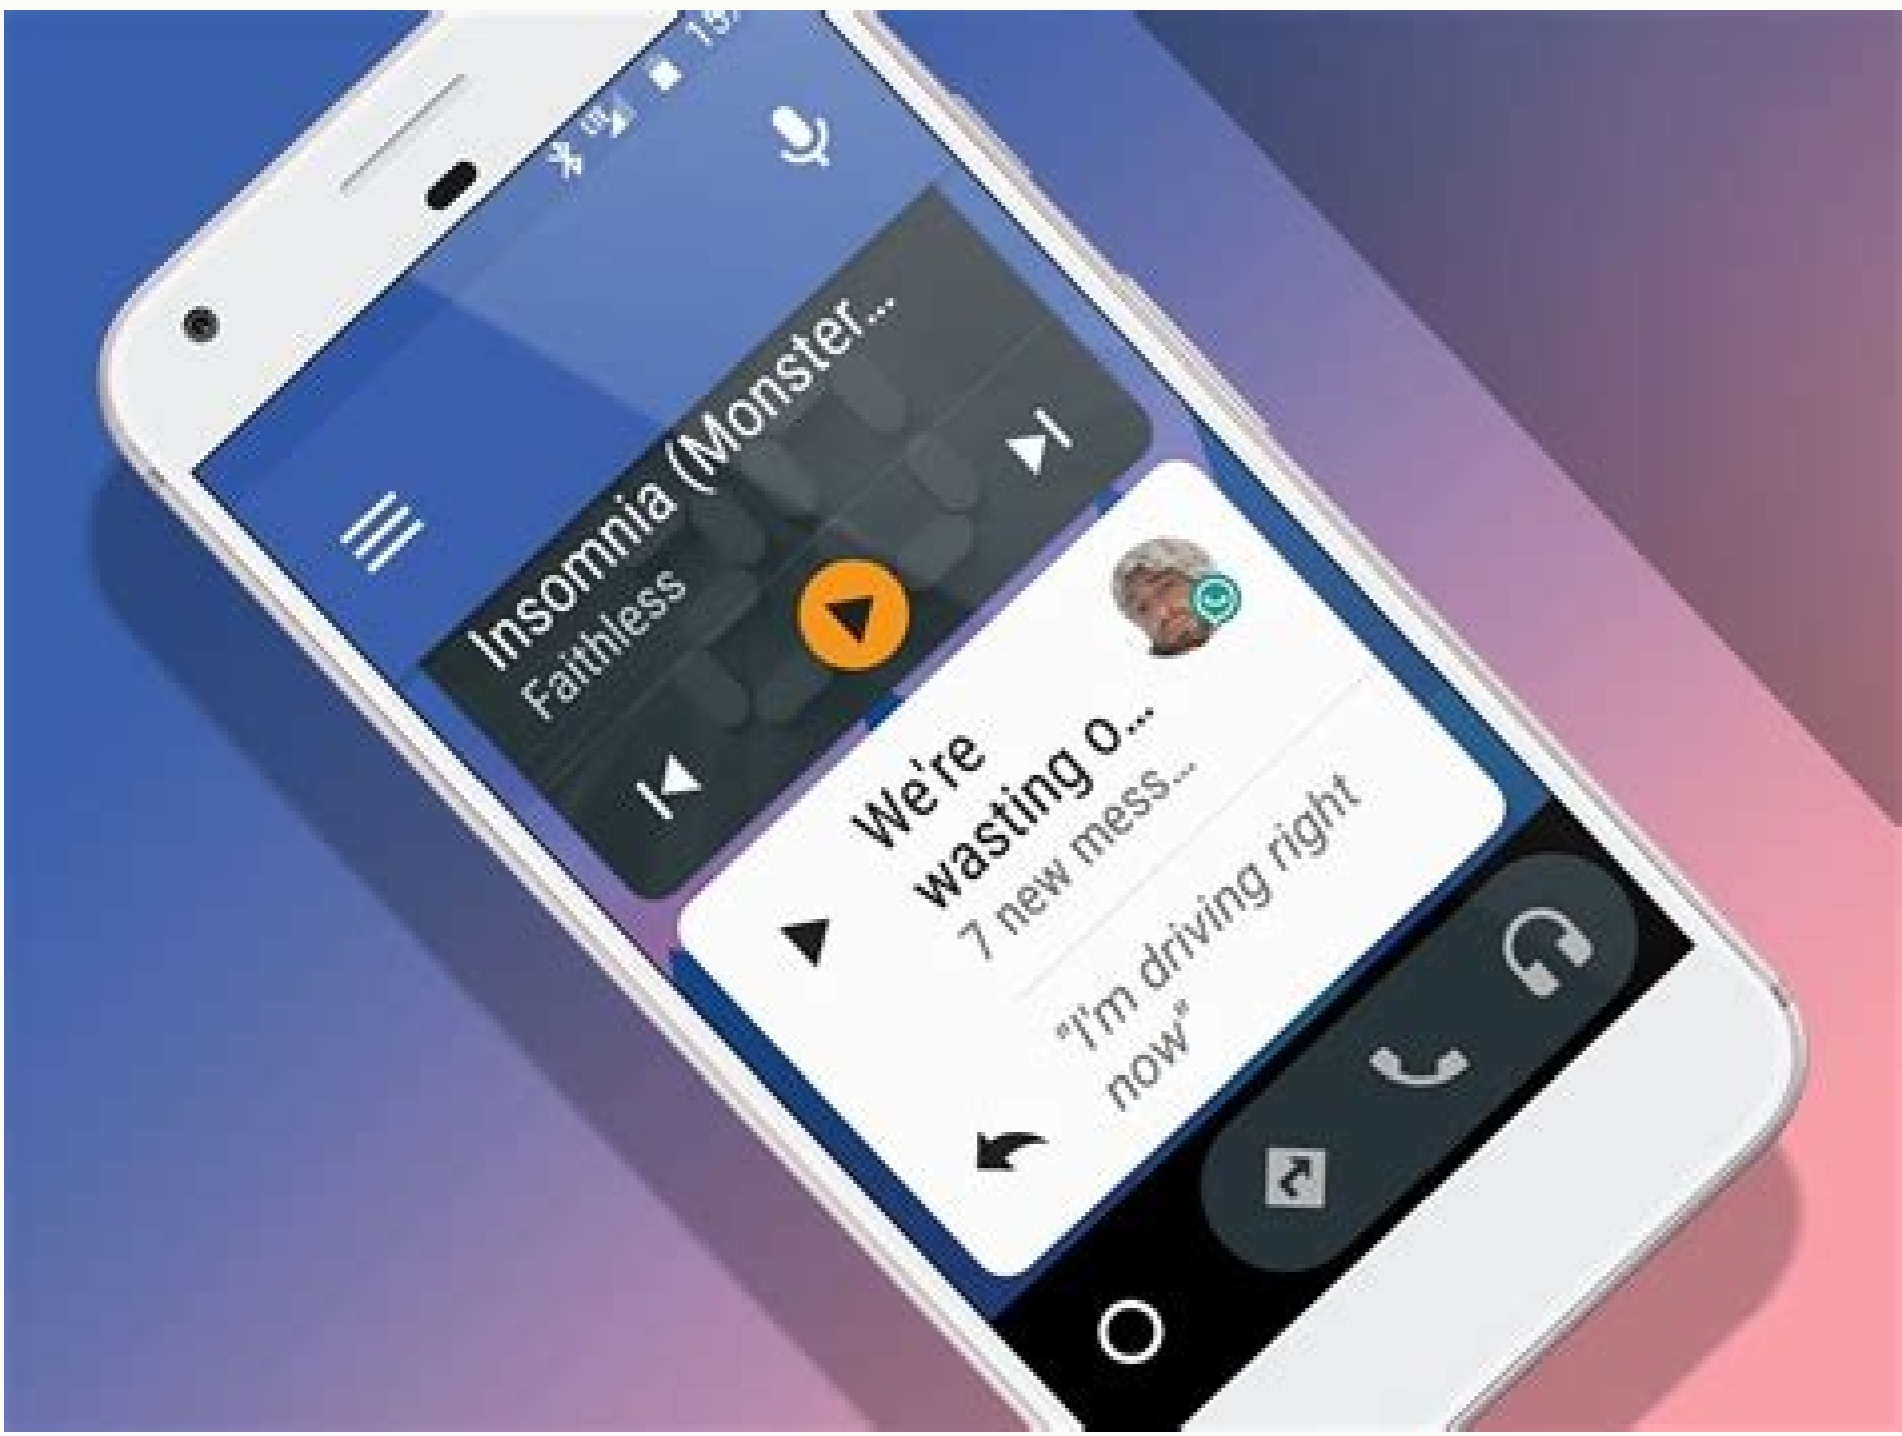 Insomnia (Monster...
Faithless
We're
wasting o...
7 new mess...
"I'm driving right
now"